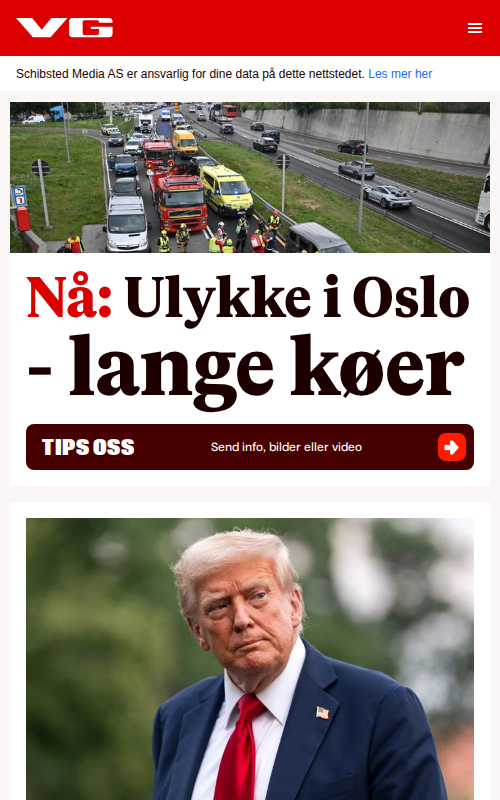 VG
Schibsted Media AS er ansvarlig for dine data på dette nettstedet. Les mer her
Nå: Ulykke i Oslo
- lange køer
TIPS OSS
Send info, bilder eller video